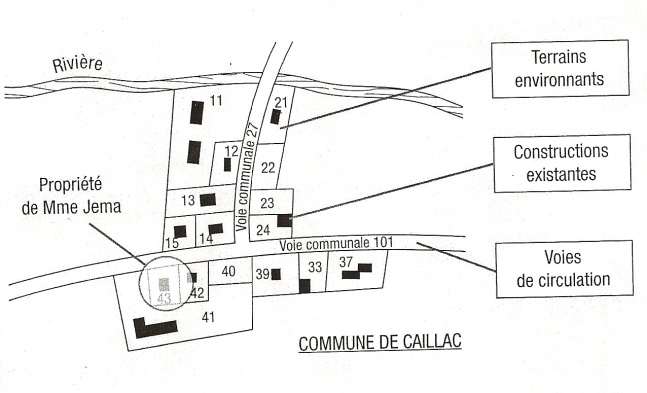 Rivière
Terrains
environnants
11
21
Voie communale 27
12
22
Constructions
existantes
Propriété
de Mme Jema
13
23
15
14
24
Voie communale 101
Voies
de circulation
43
42
40
39
33
37
41
COMMUNE DE CAILLAC